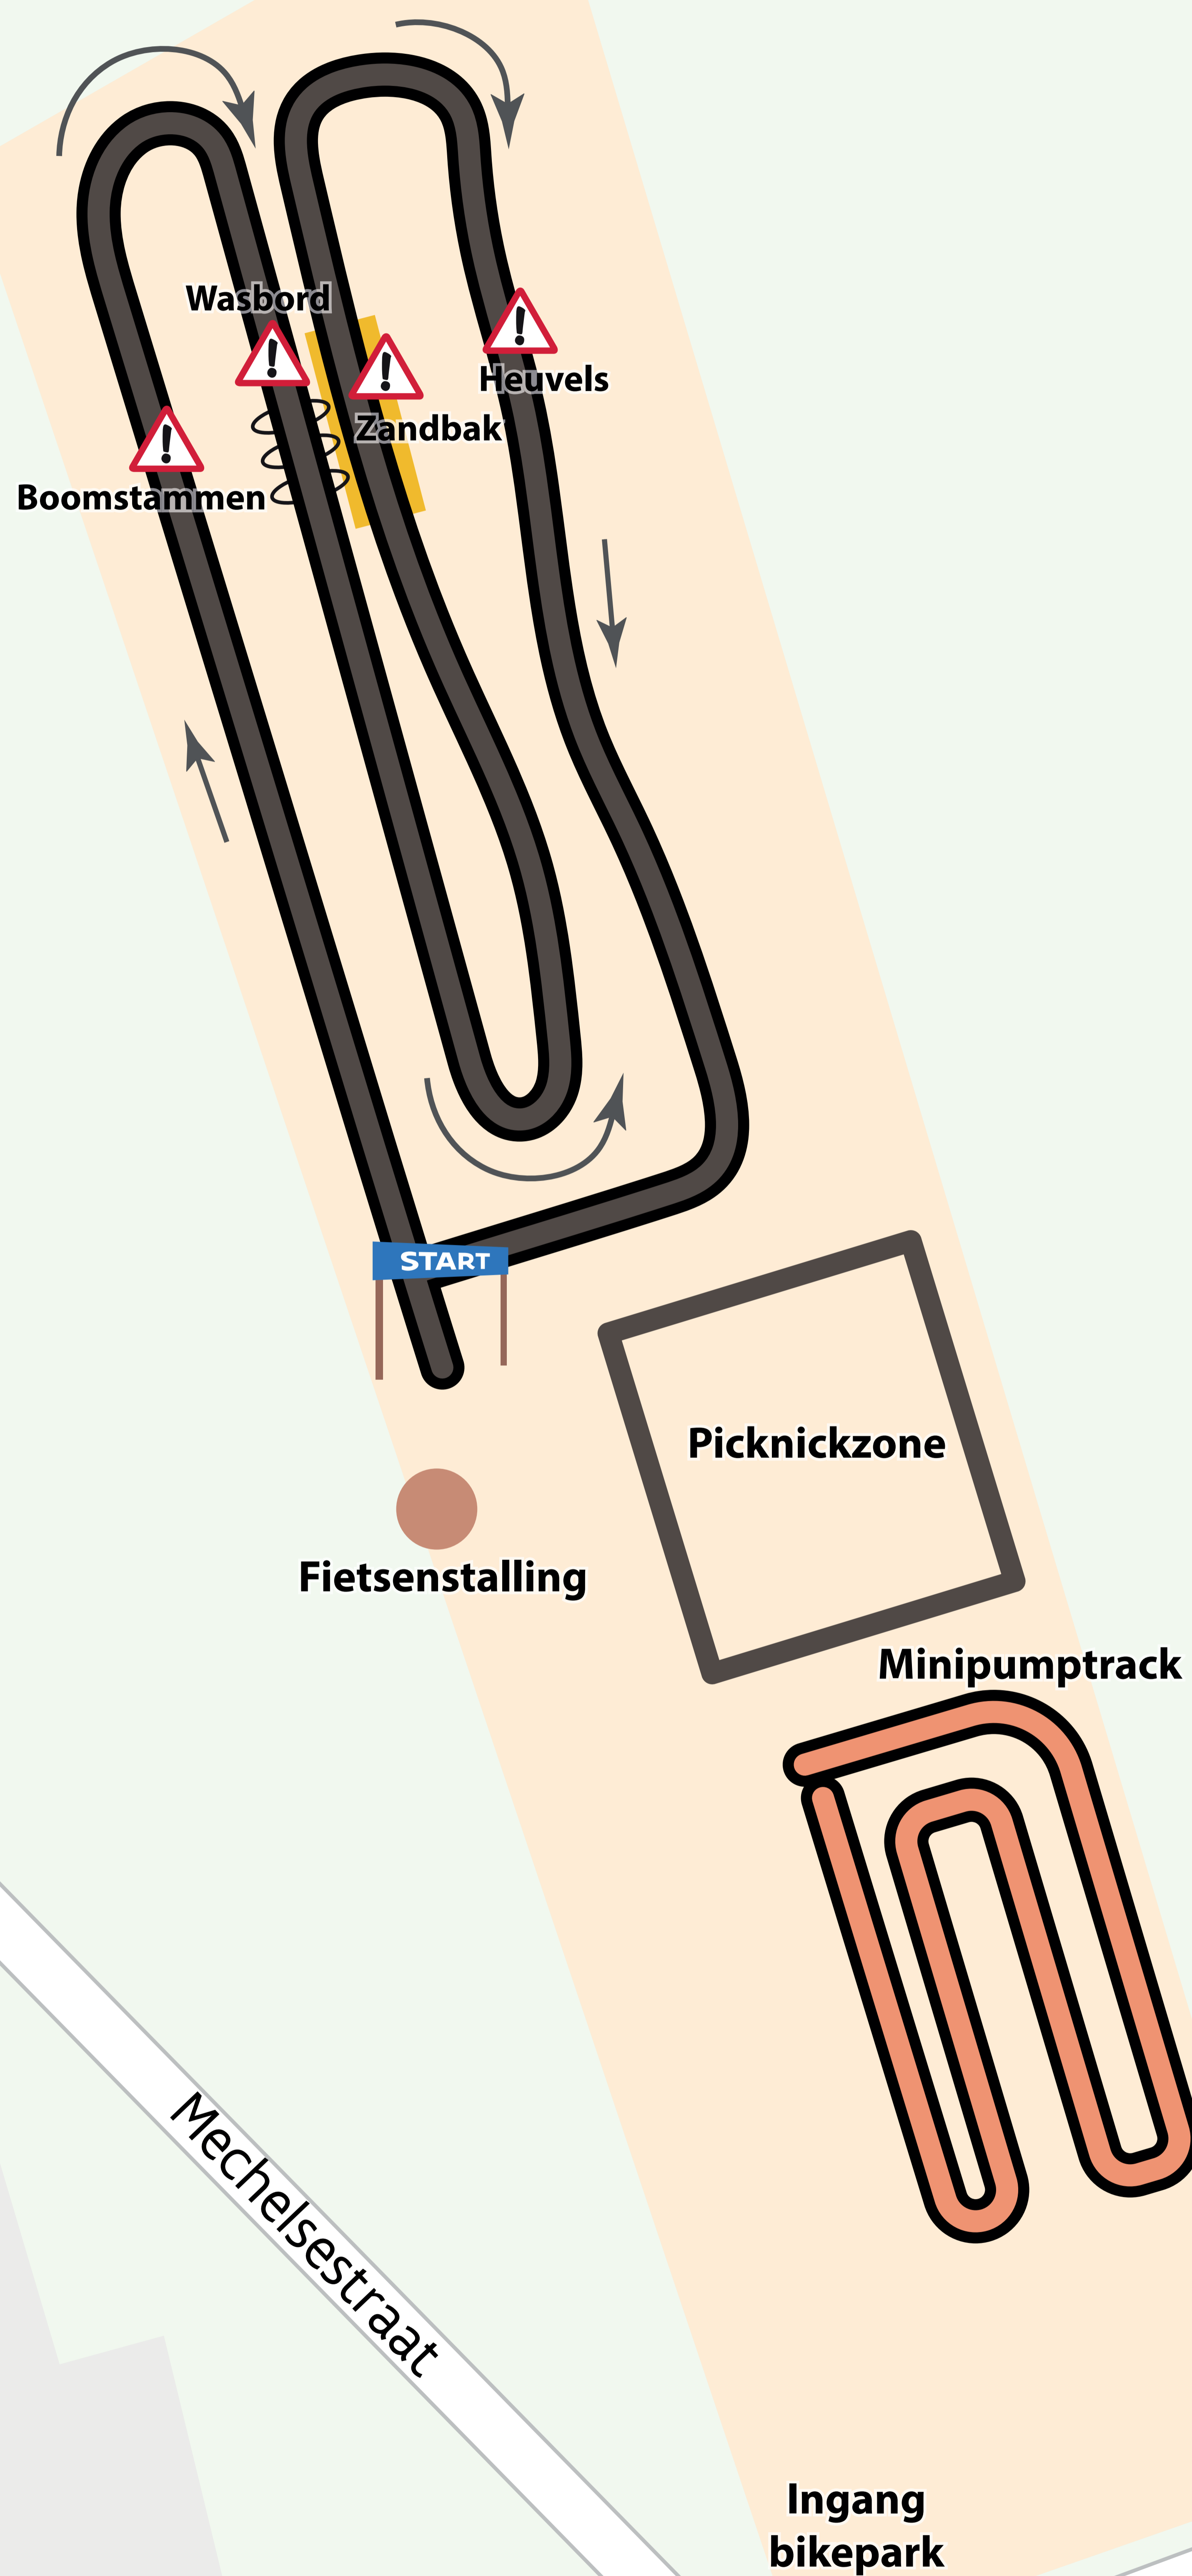 Wasbord
Heuvels
Zandbak
Boomstammen
START
Picknickzone
Fietsenstalling
Minipumptrack
Mechelsestraat
Ingang
bikepark